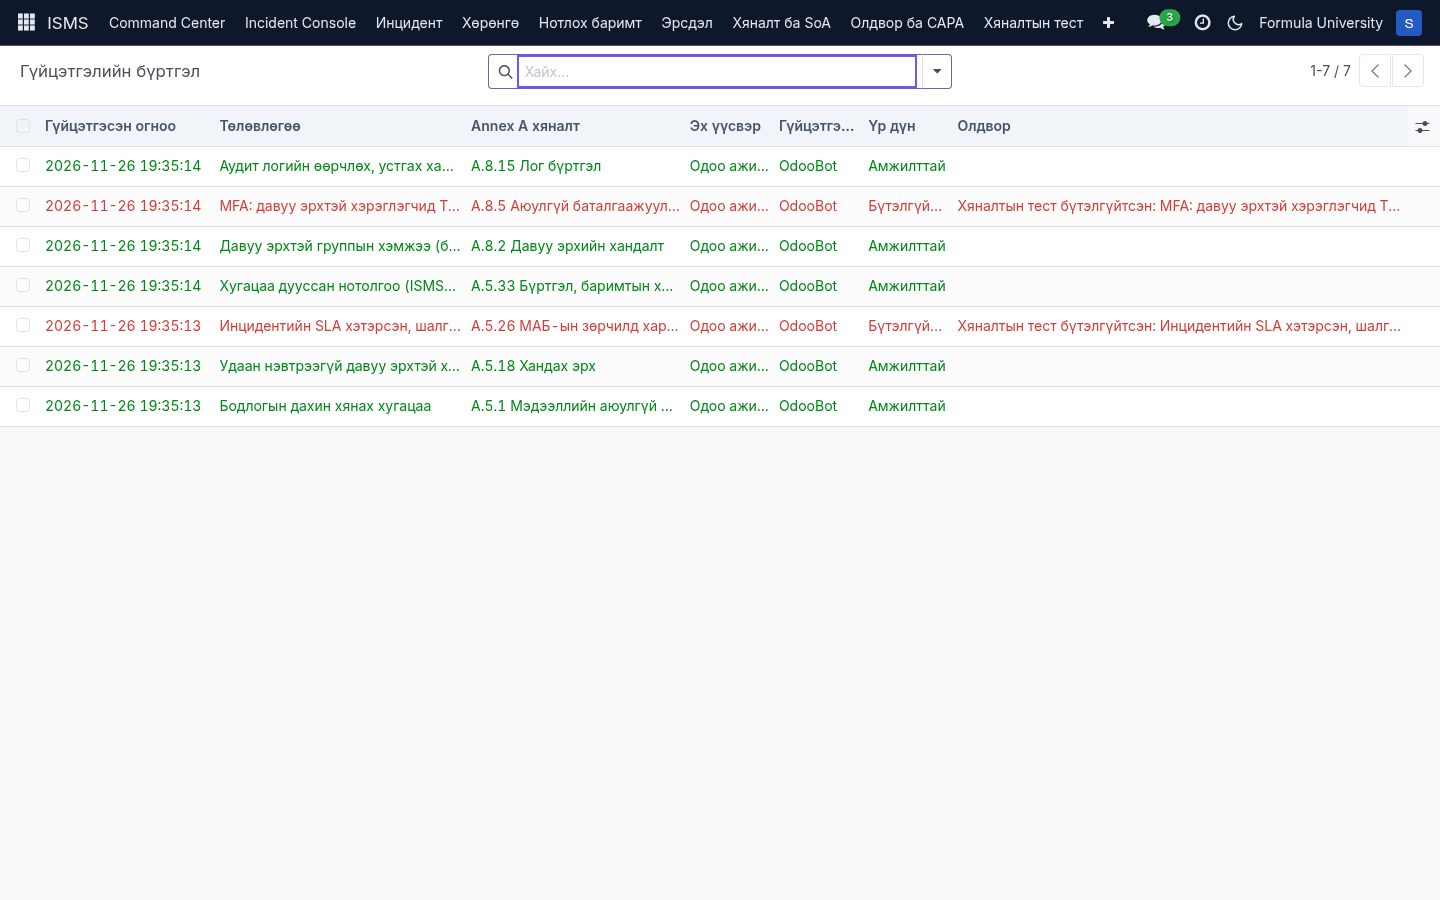 ISMS Command Center Incident Console Инцидент Хөрөнгө Нотлох баримт Эрсдэл Хяналт ба SoA Олдвор ба CAPA Хяналтын тест 3 Formula University S
Гүйцэтгэлийн бүртгэл Хайх... 1-7 / 7
Гүйцэтгэсэн огноо Төлөвлөгөө Annex A хяналт Эх үүсвэр Гүйцэтгэ... Үр дүн Олдвор
2026-11-26 19:35:14 Аудит логийн өөрчлөх, устгах ха... A.8.15 Лог бүртгэл Одоо ажи... OdooBot Амжилттай
2026-11-26 19:35:14 MFA: давуу эрхтэй хэрэглэгчид T... A.8.5 Аюулгүй баталгаажуул... Одоо ажи... OdooBot Бүтэлгүй... Хяналтын тест бүтэлгүйтсэн: MFA: давуу эрхтэй хэрэглэгчид T...
2026-11-26 19:35:14 Давуу эрхтэй группын хэмжээ (б... A.8.2 Давуу эрхийн хандалт Одоо ажи... OdooBot Амжилттай
2026-11-26 19:35:14 Хугацаа дууссан нотолгоо (ISMS... A.5.33 Бүртгэл, баримтын х... Одоо ажи... OdooBot Амжилттай
2026-11-26 19:35:13 Инцидентийн SLA хэтэрсэн, шалг... A.5.26 МАБ-ын зөрчилд хар... Одоо ажи... OdooBot Бүтэлгүй... Хяналтын тест бүтэлгүйтсэн: Инцидентийн SLA хэтэрсэн, шалг...
2026-11-26 19:35:13 Удаан нэвтрээгүй давуу эрхтэй х... A.5.18 Хандах эрх Одоо ажи... OdooBot Амжилттай
2026-11-26 19:35:13 Бодлогын дахин хянах хугацаа A.5.1 Мэдээллийн аюулгүй ... Одоо ажи... OdooBot Амжилттай